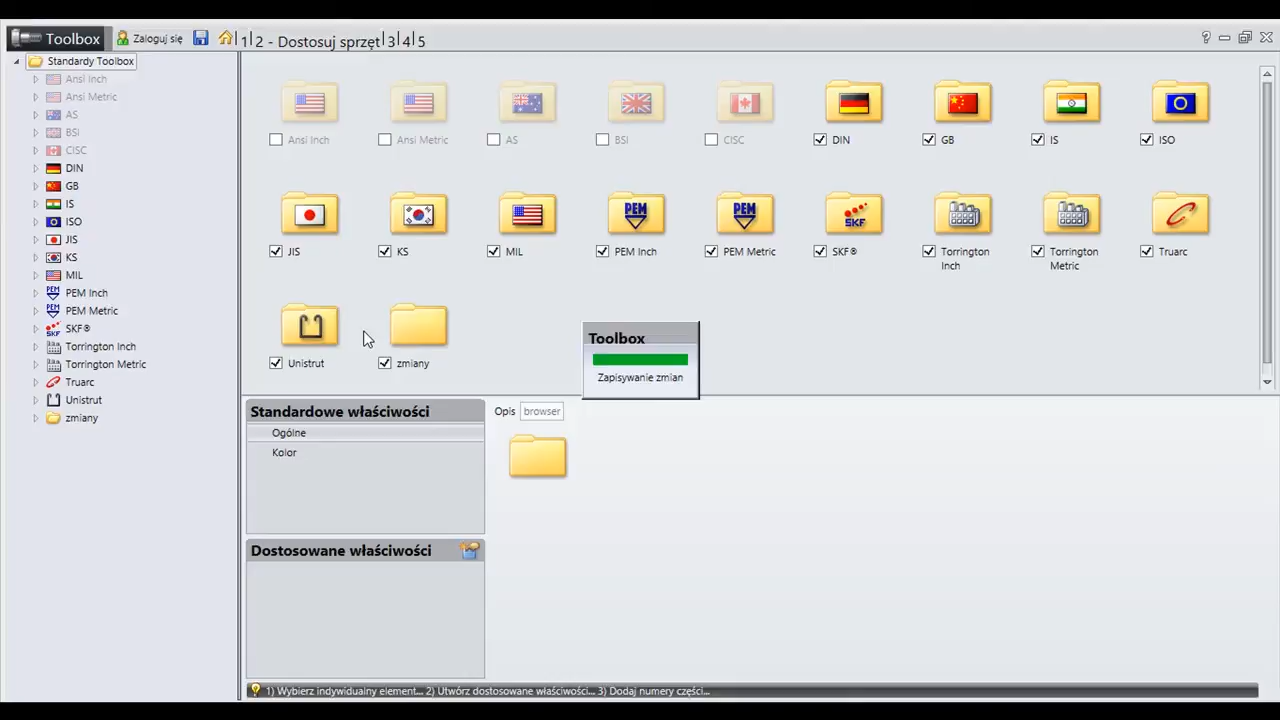 Toolbox
Zaloguj się
1
2 - Dostosuj sprzęt
3
4
5
Standardy Toolbox
Ansi Inch
Ansi Metric
AS
BSI
CISC
DIN
GB
IS
ISO
JIS
KS
MIL
PEM Inch
PEM Metric
SKF®
Torrington Inch
Torrington Metric
Truarc
Unistrut
zmiany
Ansi Inch
Ansi Metric
AS
BSI
CISC
DIN
GB
IS
ISO
PEM
PEM
SKF
JIS
KS
MIL
PEM Inch
PEM Metric
SKF®
Torrington
Inch
Torrington
Metric
Truarc
Unistrut
zmiany
Toolbox
Zapisywanie zmian
Standardowe właściwości
Ogólne
Kolor
Opis
browser
Dostosowane właściwości
1) Wybierz indywidualny element... 2) Utwórz dostosowane właściwości... 3) Dodaj numery części...